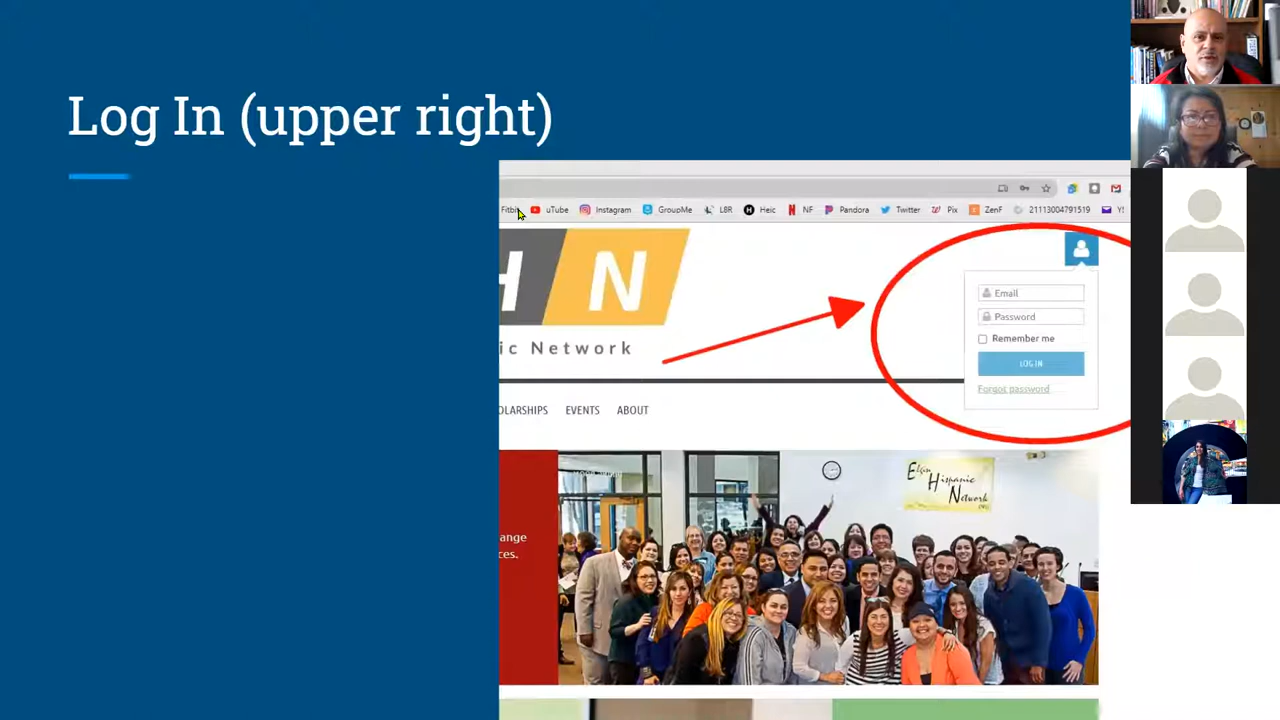 Log In (upper right)
Fitbit uTube Instagram GroupMe LBR Heic NF Pandora Twitter Pix ZenF 21113004791519 Y!
H N
ic Network
Email
Password
Remember me
LOG IN
Forgot password
OLARSHIPS EVENTS ABOUT
Elgin
Hispanic
Network
.ORG
ange
ces.